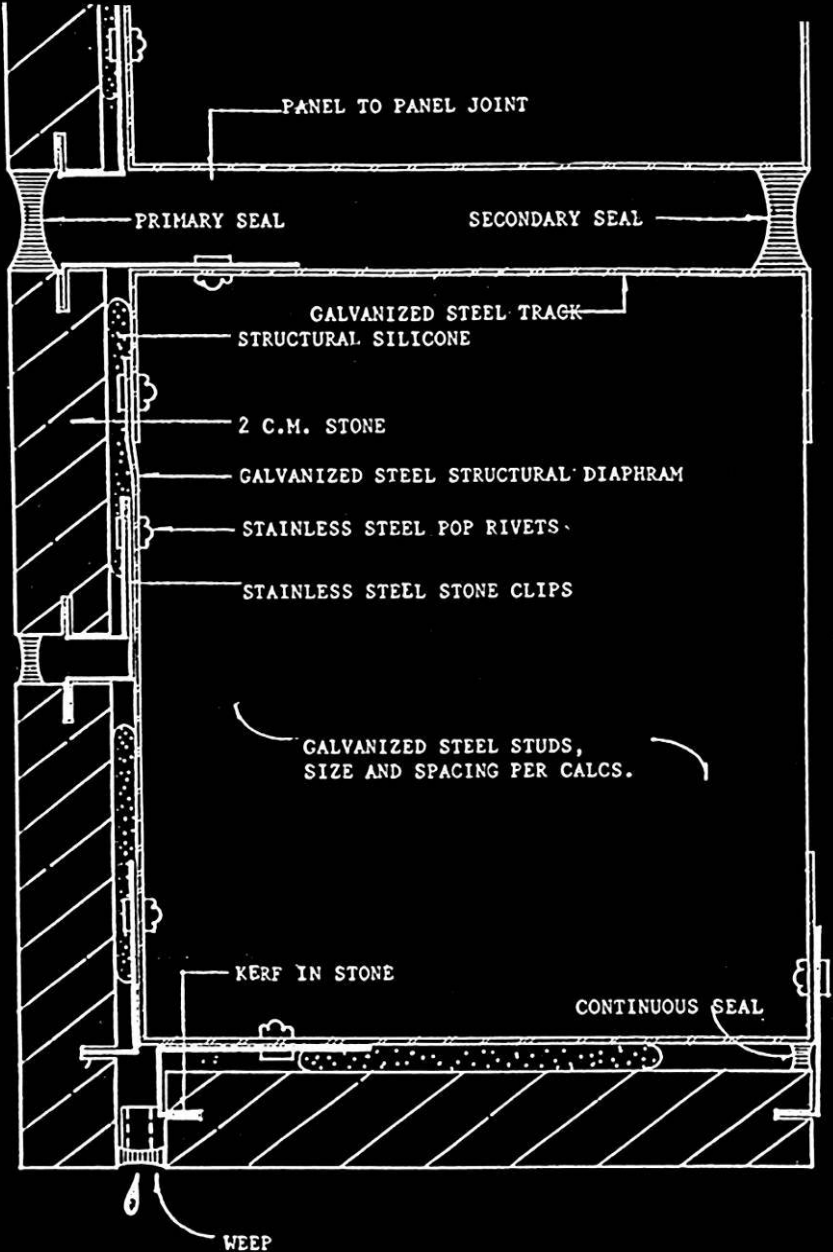 PANEL TO PANEL JOINT
PRIMARY SEAL
SECONDARY SEAL
GALVANIZED STEEL TRACK
STRUCTURAL SILICONE
2 C.M. STONE
GALVANIZED STEEL STRUCTURAL DIAPHRAM
STAINLESS STEEL POP RIVETS
STAINLESS STEEL STONE CLIPS
GALVANIZED STEEL STUDS,
SIZE AND SPACING PER CALCS.
KERF IN STONE
CONTINUOUS SEAL
WEEP